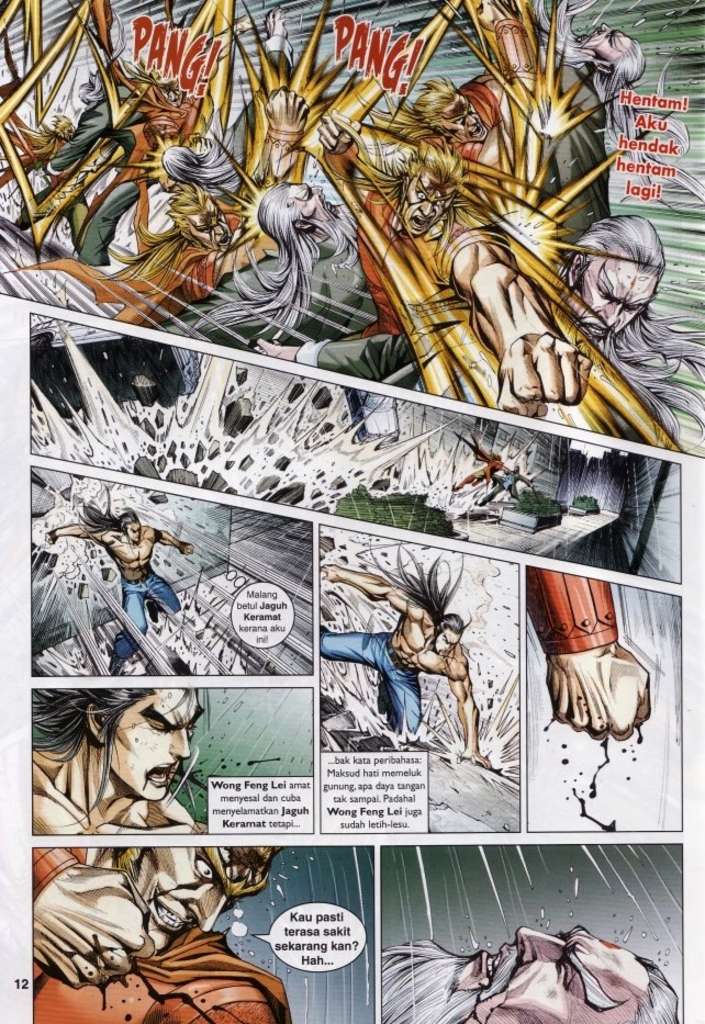 PANG!
PANG!
Hentam!
Aku
hendak
hentam
lagi!
Malang
betul Jaguh
Keramat
kerana aku
ini!
...bak kata peribahasa:
Maksud hati memeluk
gunung, apa daya tangan
tak sampai. Padahal
Wong Feng Lei juga
sudah letih-lesu.
Wong Feng Lei amat
menyesal dan cuba
menyelamatkan Jaguh
Keramat tetapi...
Kau pasti
terasa sakit
sekarang kan?
Hah...
12